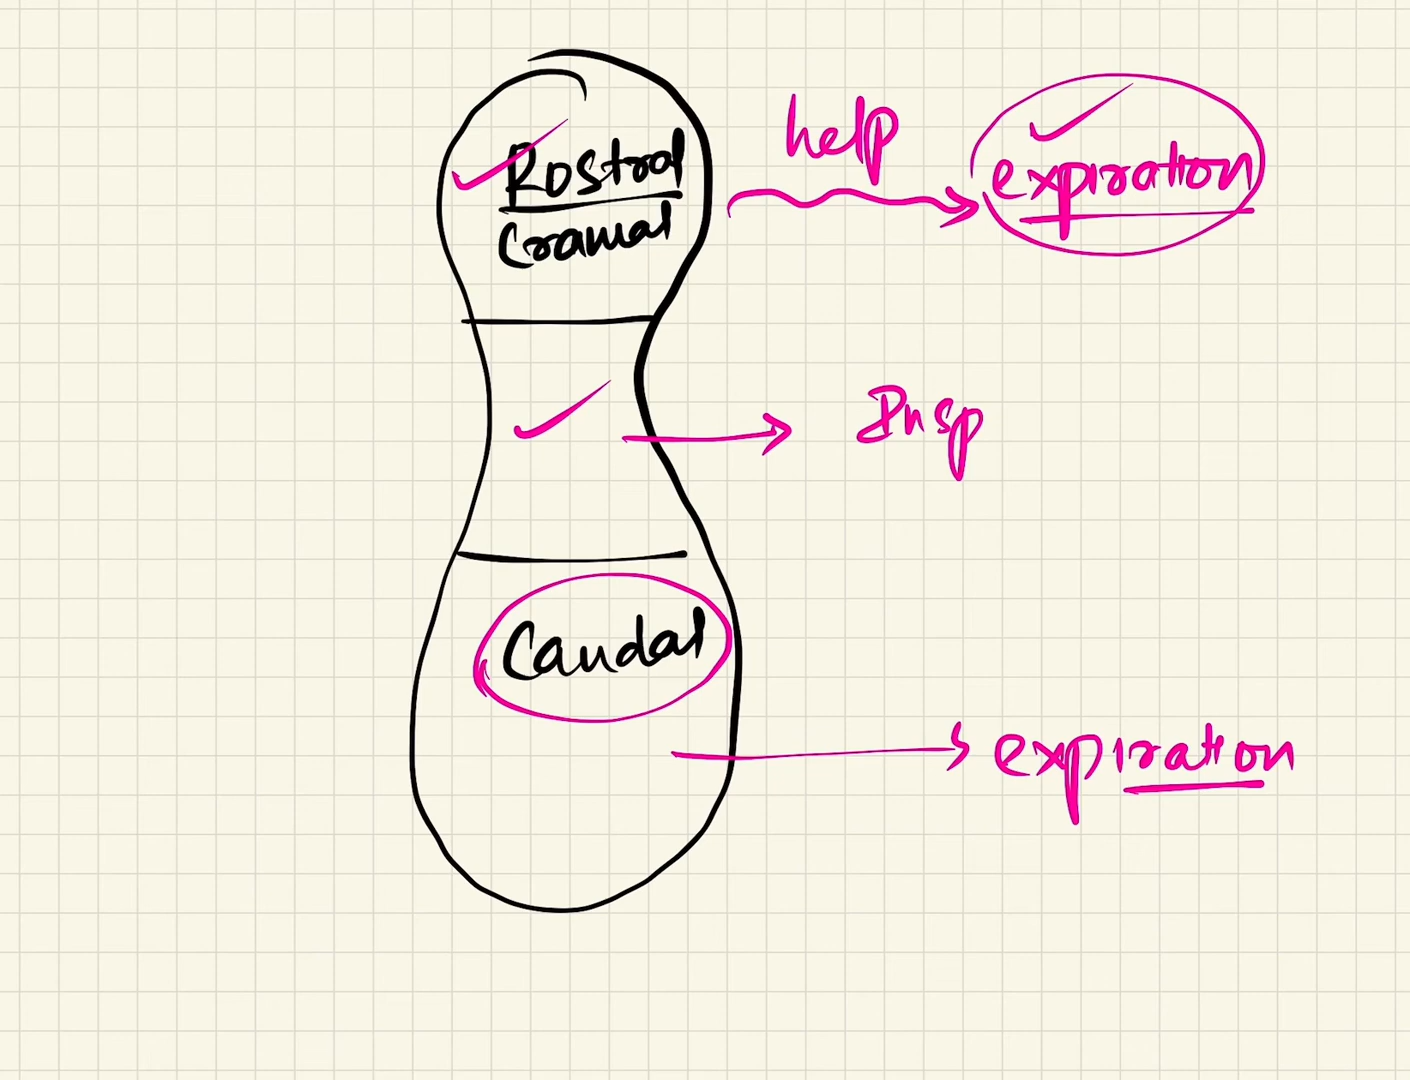 help
expiration
Rostral
Cranial
Insp
Caudal
expiration